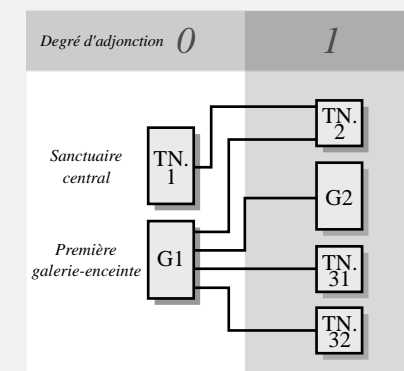 Degré d'adjonction 0 1
TN.
2
Sanctuaire
central
TN.
1
G2
Première
galerie-enceinte
G1
TN.
31
TN.
32